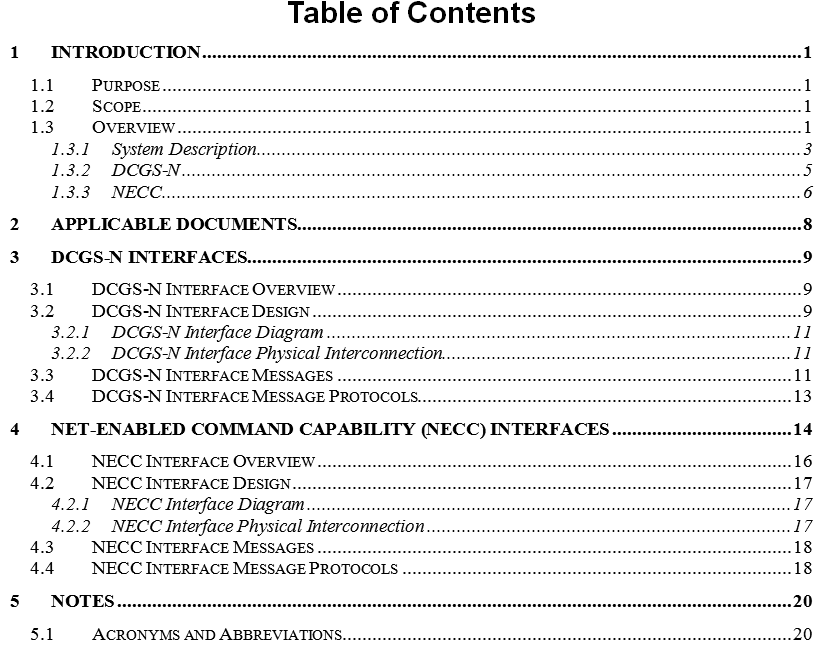 Table of Contents
1 INTRODUCTION 1
1.1 PURPOSE 1
1.2 SCOPE 1
1.3 OVERVIEW 1
1.3.1 System Description 3
1.3.2 DCGS-N 5
1.3.3 NECC 6
2 APPLICABLE DOCUMENTS 8
3 DCGS-N INTERFACES 9
3.1 DCGS-N INTERFACE OVERVIEW 9
3.2 DCGS-N INTERFACE DESIGN 9
3.2.1 DCGS-N Interface Diagram 11
3.2.2 DCGS-N Interface Physical Interconnection 11
3.3 DCGS-N INTERFACE MESSAGES 11
3.4 DCGS-N INTERFACE MESSAGE PROTOCOLS 13
4 NET-ENABLED COMMAND CAPABILITY (NECC) INTERFACES 14
4.1 NECC INTERFACE OVERVIEW 16
4.2 NECC INTERFACE DESIGN 17
4.2.1 NECC Interface Diagram 17
4.2.2 NECC Interface Physical Interconnection 17
4.3 NECC INTERFACE MESSAGES 18
4.4 NECC INTERFACE MESSAGE PROTOCOLS 18
5 NOTES 20
5.1 ACRONYMS AND ABBREVIATIONS 20